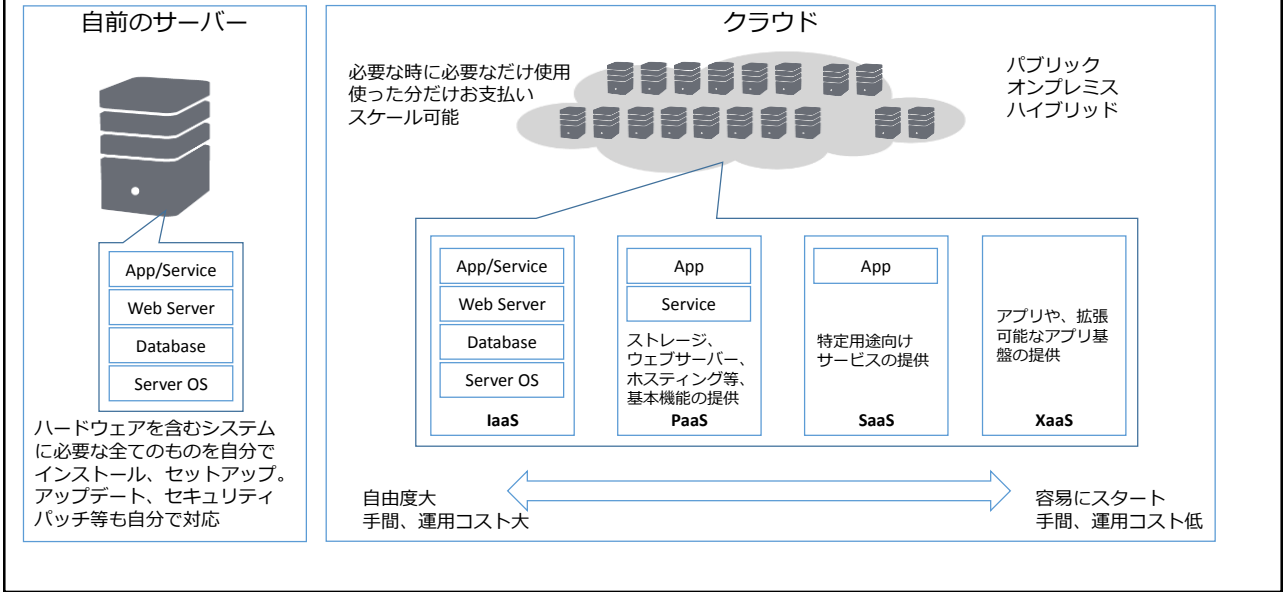 自前のサーバー
App/Service
Web Server
Database
Server OS
ハードウェアを含むシステム
に必要な全てのものを自分で
インストール、セットアップ。
アップデート、セキュリティ
パッチ等も自分で対応
クラウド
必要な時に必要なだけ使用
使った分だけお支払い
スケール可能
パブリック
オンプレミス
ハイブリッド
App/Service
Web Server
Database
Server OS
IaaS
App
Service
ストレージ、
ウェブサーバー、
ホスティング等、
基本機能の提供
PaaS
App
特定用途向け
サービスの提供
SaaS
アプリや、拡張
可能なアプリ基
盤の提供
XaaS
自由度大
手間、運用コスト大
容易にスタート
手間、運用コスト低